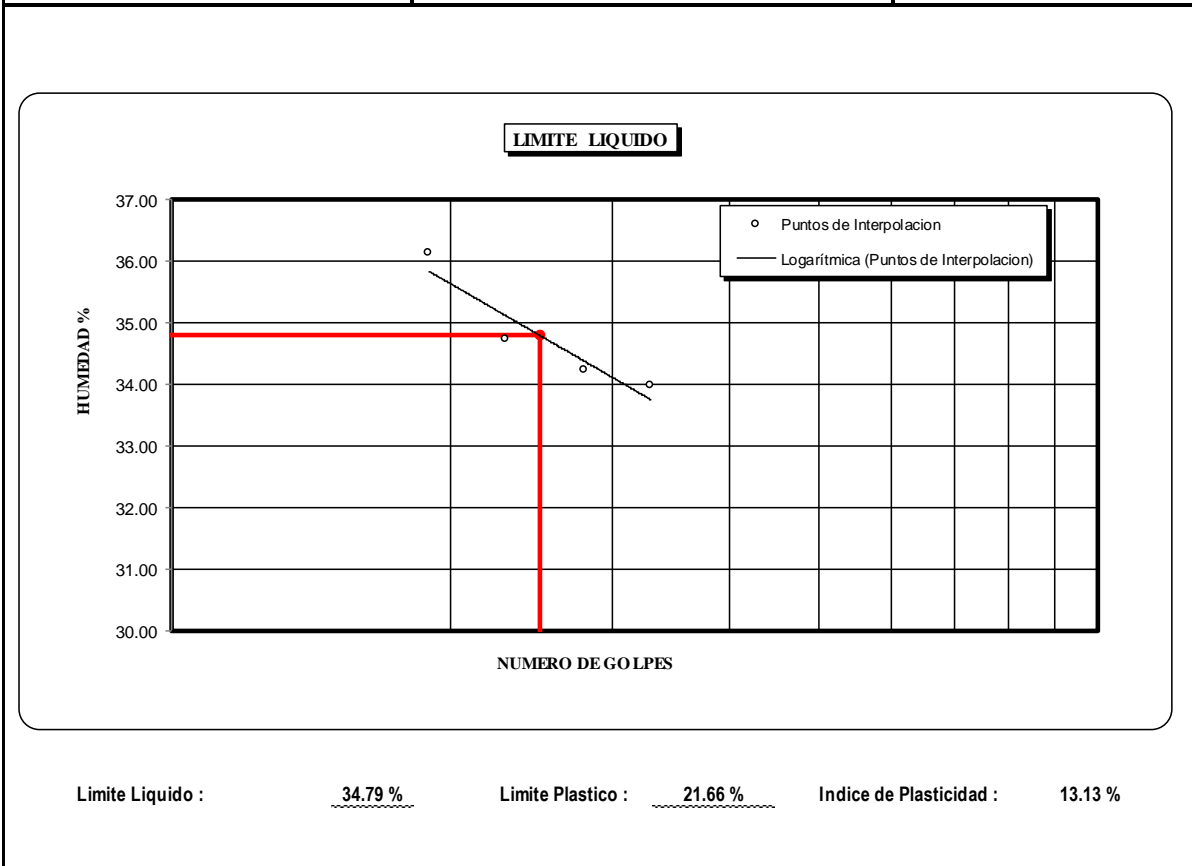 LIMITE LIQUIDO
37.00
36.00
35.00
34.00
33.00
32.00
31.00
30.00
HUMEDAD %
Puntos de Interpolacion
Logarítmica (Puntos de Interpolacion)
NUMERO DE GOLPES
Limite Liquido : 34.79 % Limite Plastico : 21.66 % Indice de Plasticidad : 13.13 %